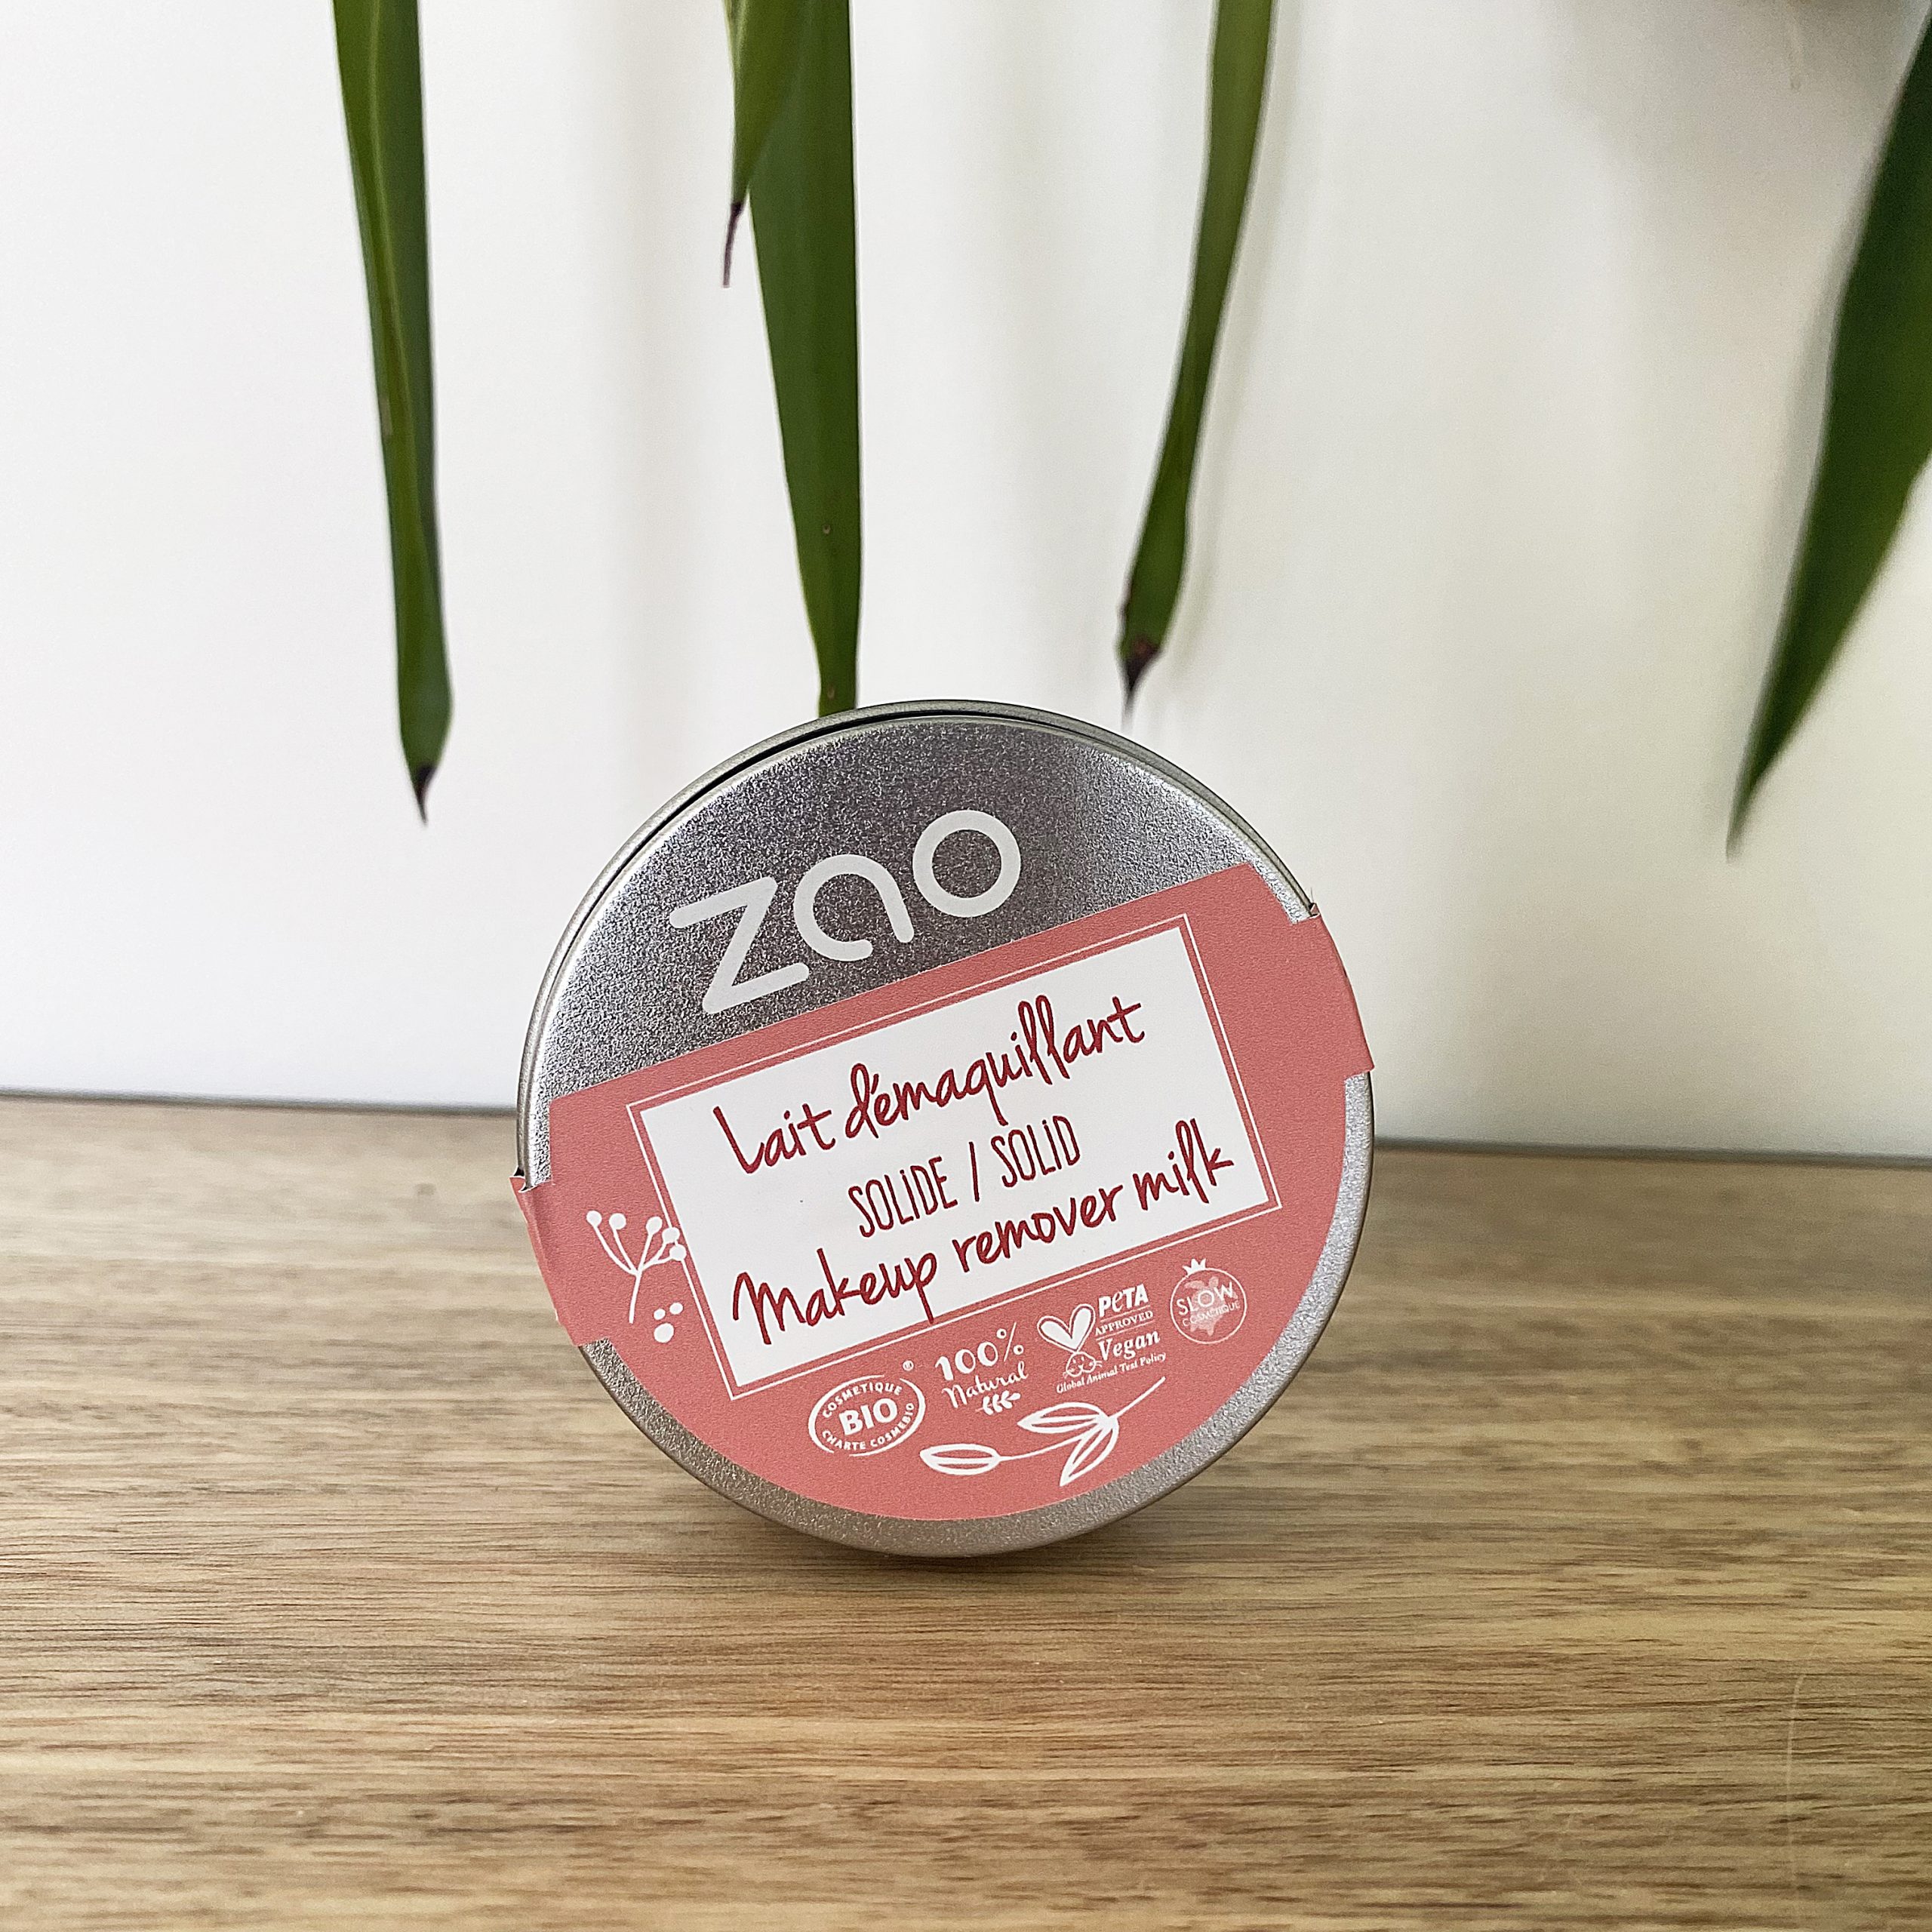 zao
Lait démaquillant
SOLiDE / SOLiD
Makeup remover milk
COSMETIQUE
BIO
CHARTE COSMEBIO
®
100%
Natural
PeTA
APPROVED
Vegan
Global Animal Test Policy
SLOW
COSMÉTIQUE